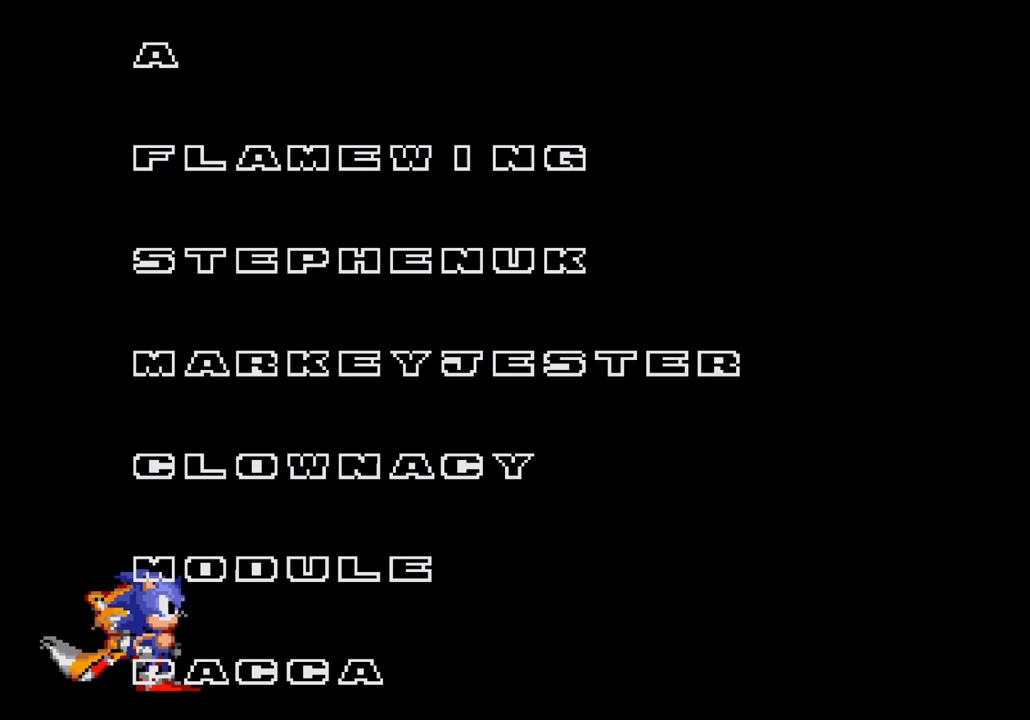 A
FLAMEWING
STEPHENUK
MARKEYJESTER
CLOWNACY
MODULE
PACCA